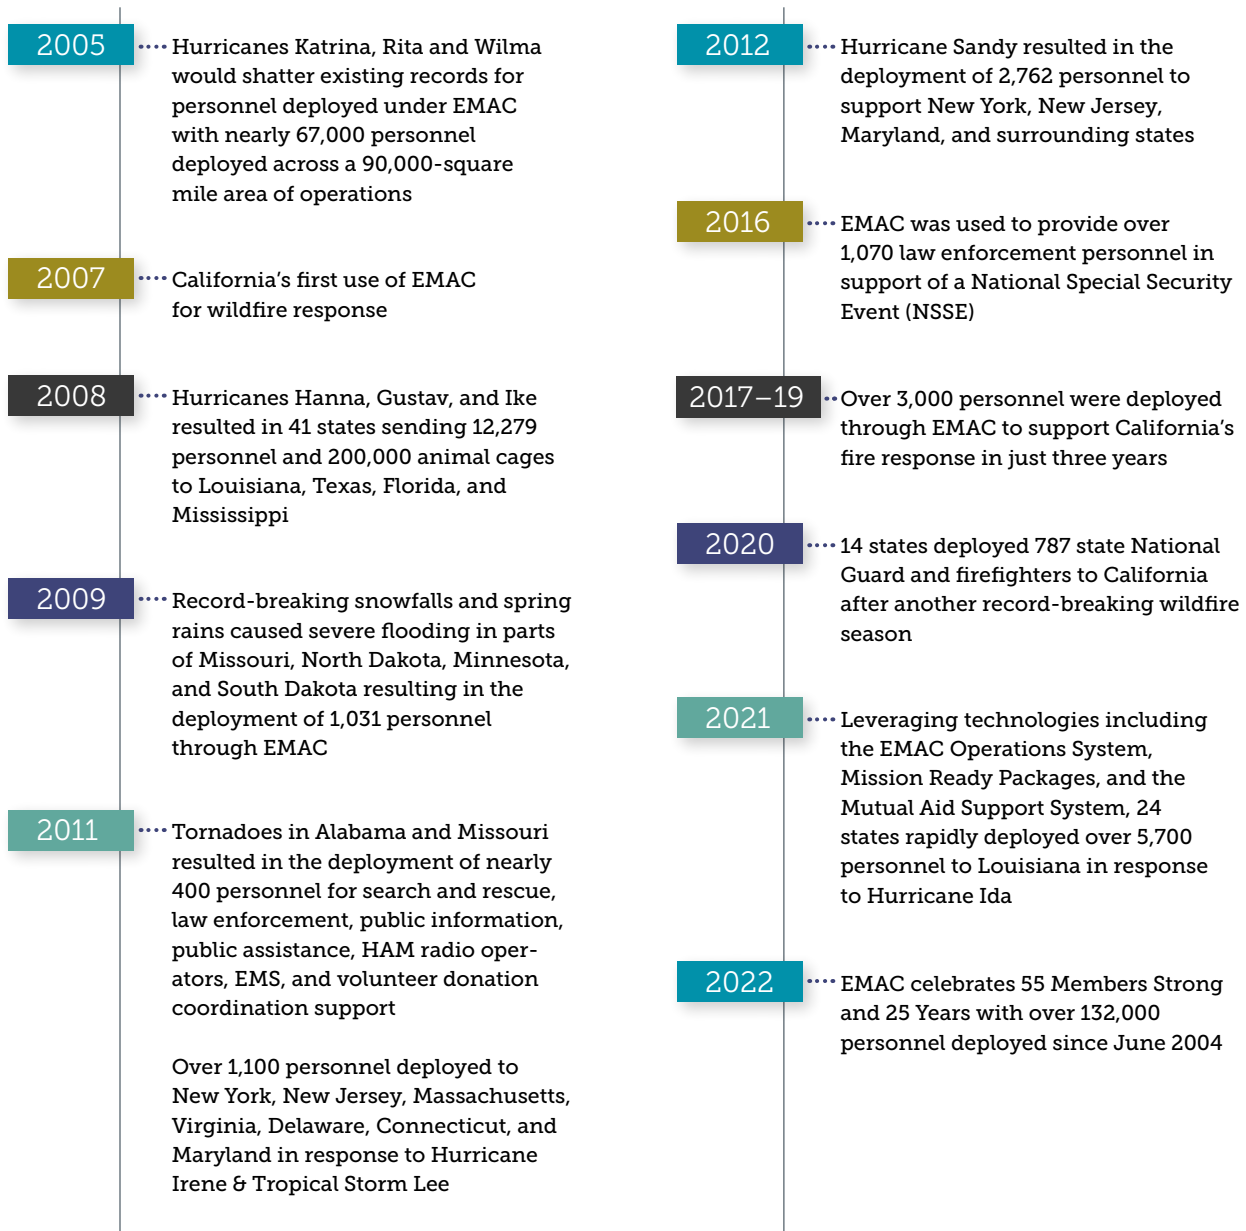 2005
Hurricanes Katrina, Rita and Wilma
would shatter existing records for
personnel deployed under EMAC
with nearly 67,000 personnel
deployed across a 90,000-square
mile area of operations
2007
California's first use of EMAC
for wildfire response
2008
Hurricanes Hanna, Gustav, and Ike
resulted in 41 states sending 12,279
personnel and 200,000 animal cages
to Louisiana, Texas, Florida, and
Mississippi
2009
Record-breaking snowfalls and spring
rains caused severe flooding in parts
of Missouri, North Dakota, Minnesota,
and South Dakota resulting in the
deployment of 1,031 personnel
through EMAC
2011
Tornadoes in Alabama and Missouri
resulted in the deployment of nearly
400 personnel for search and rescue,
law enforcement, public information,
public assistance, HAM radio oper-
ators, EMS, and volunteer donation
coordination support
Over 1,100 personnel deployed to
New York, New Jersey, Massachusetts,
Virginia, Delaware, Connecticut, and
Maryland in response to Hurricane
Irene & Tropical Storm Lee
2012
Hurricane Sandy resulted in the
deployment of 2,762 personnel to
support New York, New Jersey,
Maryland, and surrounding states
2016
EMAC was used to provide over
1,070 law enforcement personnel in
support of a National Special Security
Event (NSSE)
2017–19
Over 3,000 personnel were deployed
through EMAC to support California's
fire response in just three years
2020
14 states deployed 787 state National
Guard and firefighters to California
after another record-breaking wildfire
season
2021
Leveraging technologies including
the EMAC Operations System,
Mission Ready Packages, and the
Mutual Aid Support System, 24
states rapidly deployed over 5,700
personnel to Louisiana in response
to Hurricane Ida
2022
EMAC celebrates 55 Members Strong
and 25 Years with over 132,000
personnel deployed since June 2004